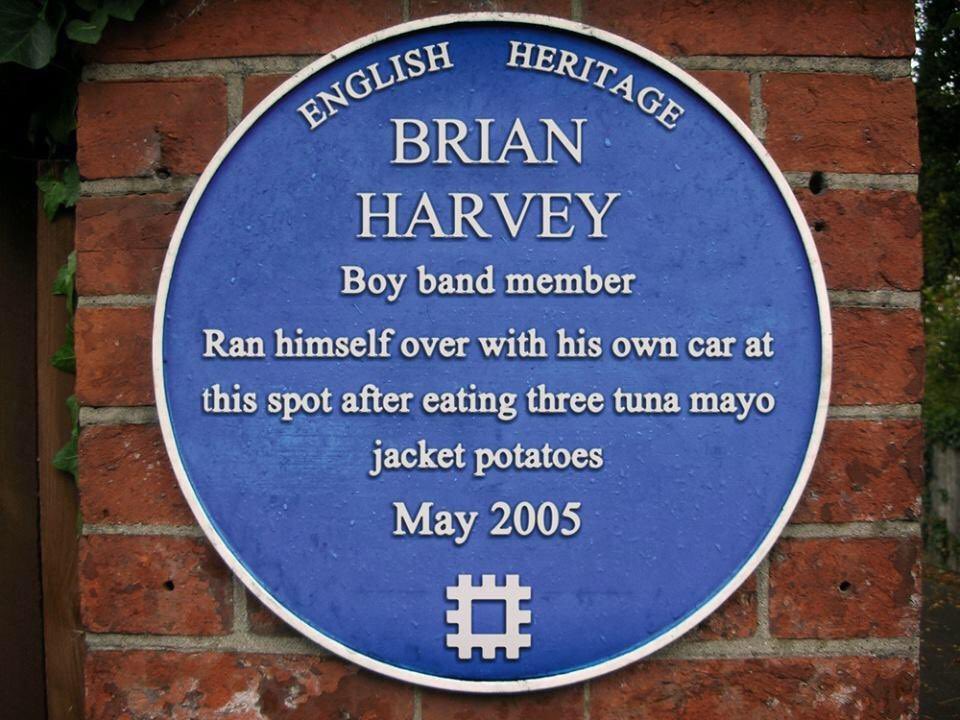 ENGLISH HERITAGE
BRIAN
HARVEY
Boy band member
Ran himself over with his own car at
this spot after eating three tuna mayo
jacket potatoes
May 2005